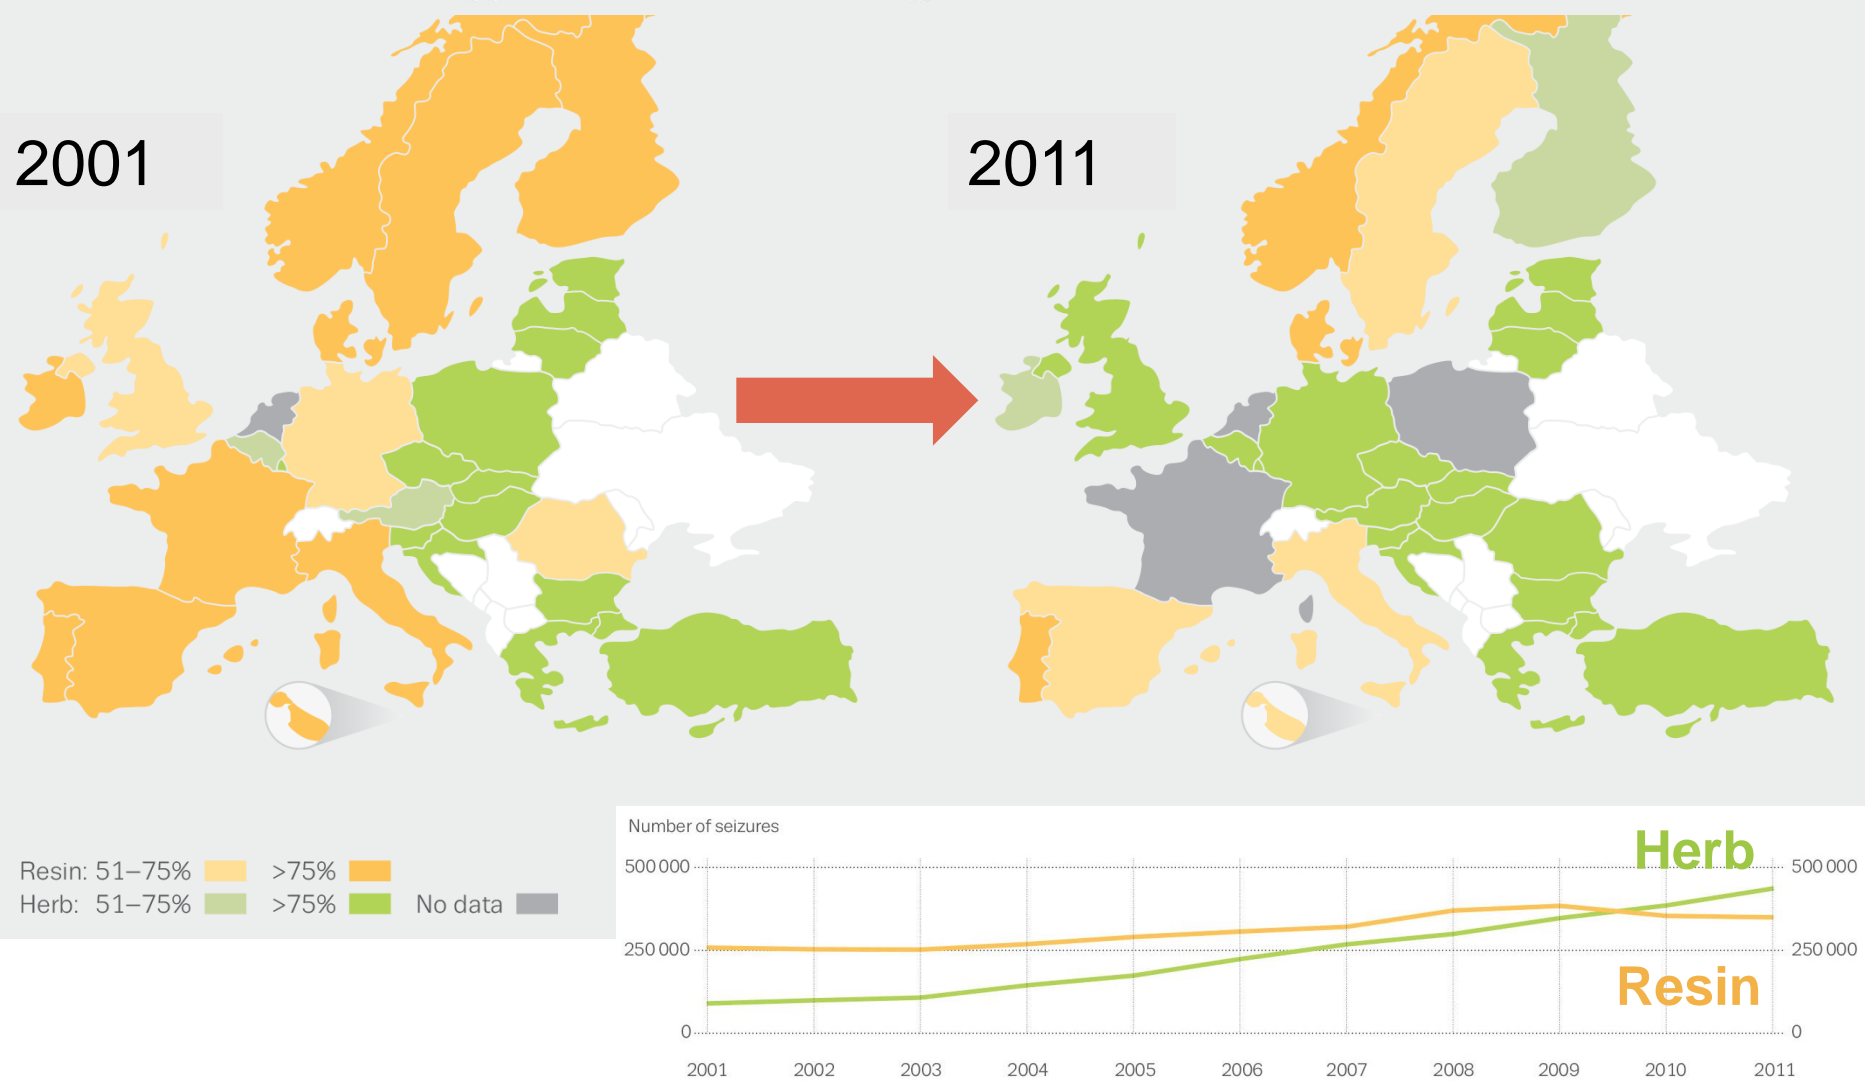 2001
2011
Resin: 51–75% >75%
Herb: 51–75% >75% No data
Number of seizures
Herb
500 000 500 000
250 000 250 000
Resin
0 0
2001 2002 2003 2004 2005 2006 2007 2008 2009 2010 2011